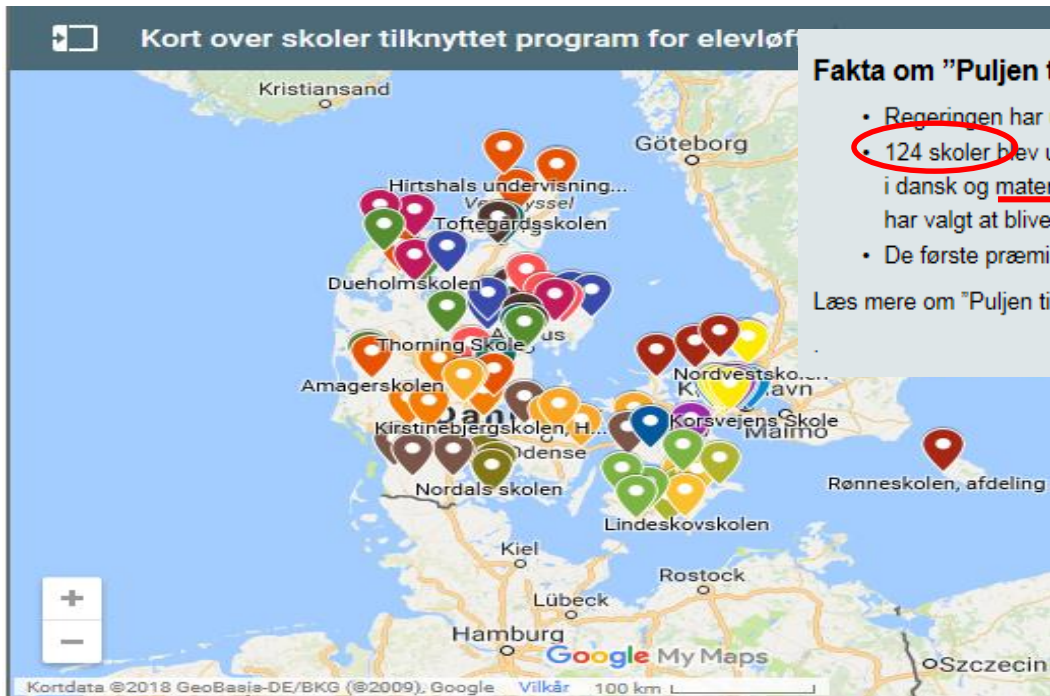 Kort over skoler tilknyttet program for elevløf
Fakta om ”Puljen t
• Regeringen har
• 124 skoler blev u
i dansk og mater
har valgt at blive
• De første præmi
Læs mere om ”Puljen ti
Kristiansand
Göteborg
Hirtshals undervisning...
Toftegårdsskolen
Dueholmskolen
Thorning Skole
Nordvestskolen
Amagerskolen
Korsvejens Skole
Kirstinebjergskolen, H...
Malmö
Odense
Nordals skolen
Rønneskolen, afdeling
Lindeskovskolen
Kiel
Rostock
Lübeck
Hamburg
Google My Maps
Szczecin
+
−
Kortdata ©2018 GeoBasis-DE/BKG (©2009), Google Vilkår 100 km